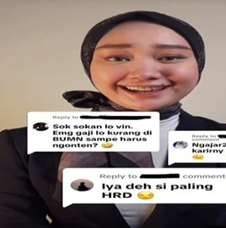 Reply to
Sok sokan lo vin.
Emg gaji lo kurang di
BUMN sampe harus
ngonten? 🤣
Reply to
Ngajar2
karirny
Reply to comment
Iya deh si paling
HRD 😒